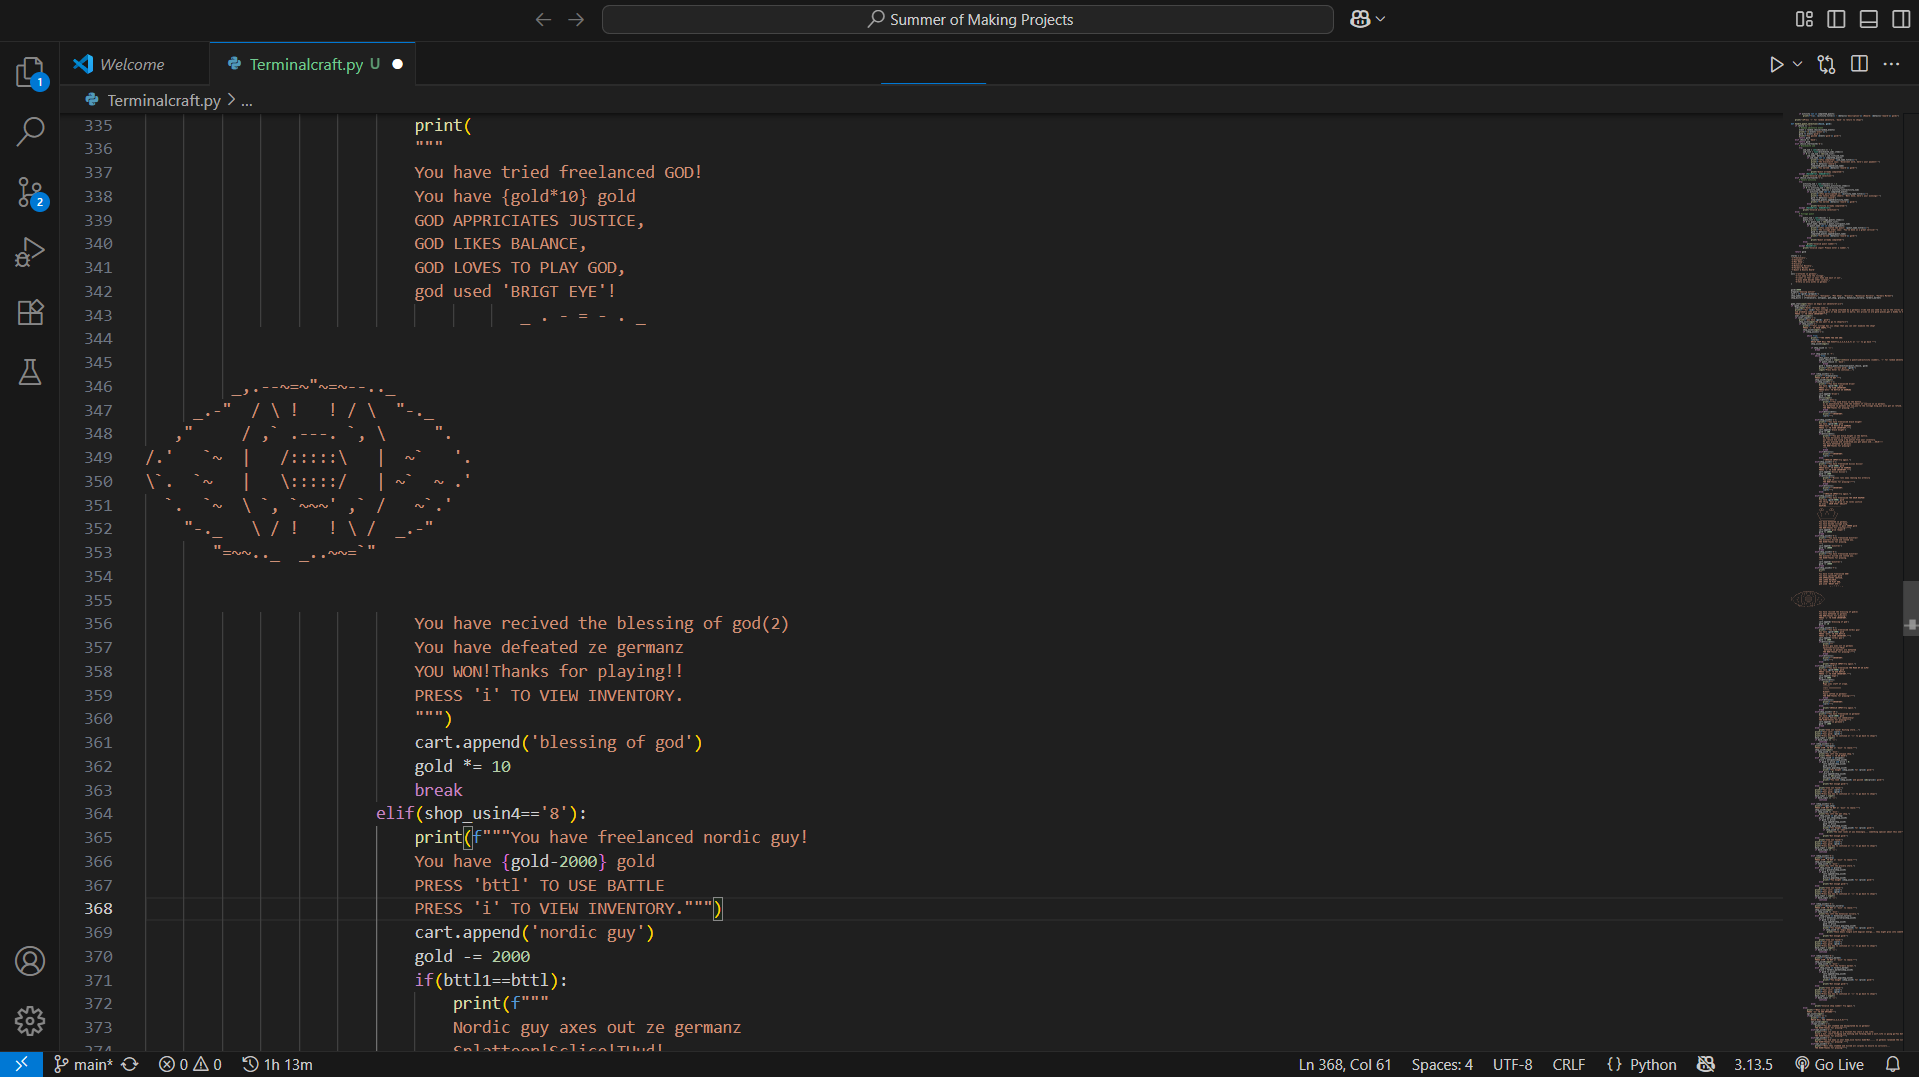 Summer of Making Projects
Welcome
Terminalcraft.py U
Terminalcraft.py > ...
335 print(
336 """
337 You have tried freelanced GOD!
338 You have {gold*10} gold
339 GOD APPRICIATES JUSTICE,
340 GOD LIKES BALANCE,
341 GOD LOVES TO PLAY GOD,
342 god used 'BRIGT EYE'!
343 _ . - = - . _
344
345
346 _,.--~=~"~=~--.._
347 _.-" / \ ! ! / \ "-._
348 ," / ,` .---. `, \ ".
349 /.' `~ | /:::::\ | ~` '.
350 \`. `~ | \:::::/ | ~` ~ .'
351 `. `~ \ `, `~~~' ,` / ~`.'
352 "-._ \ / ! ! \ / _.-"
353 "=~~.._ _..~~=`"
354
355
356 You have recived the blessing of god(2)
357 You have defeated ze germanz
358 YOU WON!Thanks for playing!!
359 PRESS 'i' TO VIEW INVENTORY.
360 """)
361 cart.append('blessing of god')
362 gold *= 10
363 break
364 elif(shop_usin4=='8'):
365 print(f"""You have freelanced nordic guy!
366 You have {gold-2000} gold
367 PRESS 'bttl' TO USE BATTLE
368 PRESS 'i' TO VIEW INVENTORY.""")
369 cart.append('nordic guy')
370 gold -= 2000
371 if(bttl1==bttl):
372 print(f"""
373 Nordic guy axes out ze germanz
1
2
main* 0 0 1h 13m Ln 368, Col 61 Spaces: 4 UTF-8 CRLF {} Python 3.13.5 Go Live